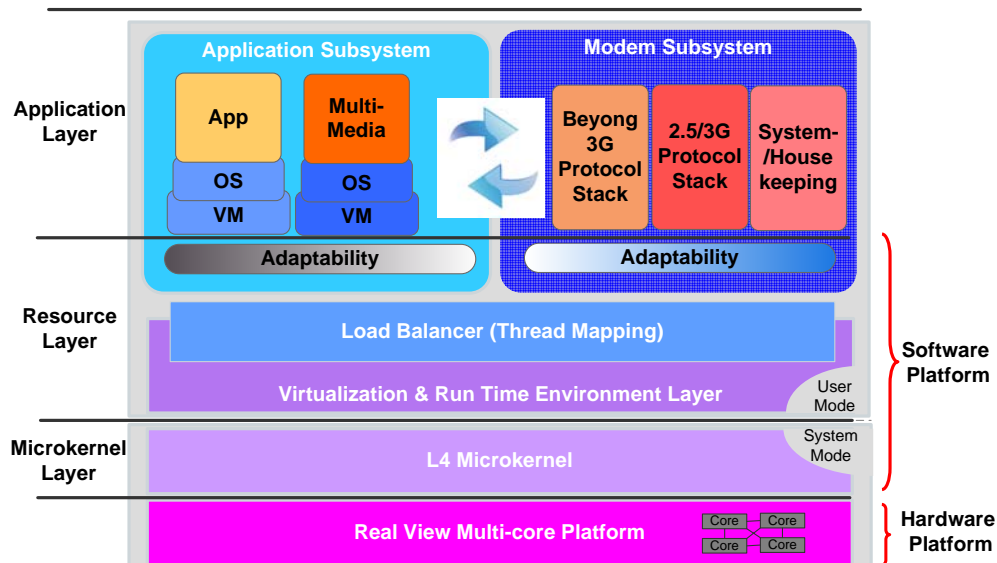 Application Subsystem
Modem Subsystem
Application
Layer
App
Multi-
Media
OS
OS
VM
VM
Beyong
3G
Protocol
Stack
2.5/3G
Protocol
Stack
System-
/House
keeping
Adaptability
Adaptability
Resource
Layer
Load Balancer (Thread Mapping)
Virtualization & Run Time Environment Layer
User
Mode
Software
Platform
Microkernel
Layer
L4 Microkernel
System
Mode
Real View Multi-core Platform
Core
Core
Core
Core
Hardware
Platform